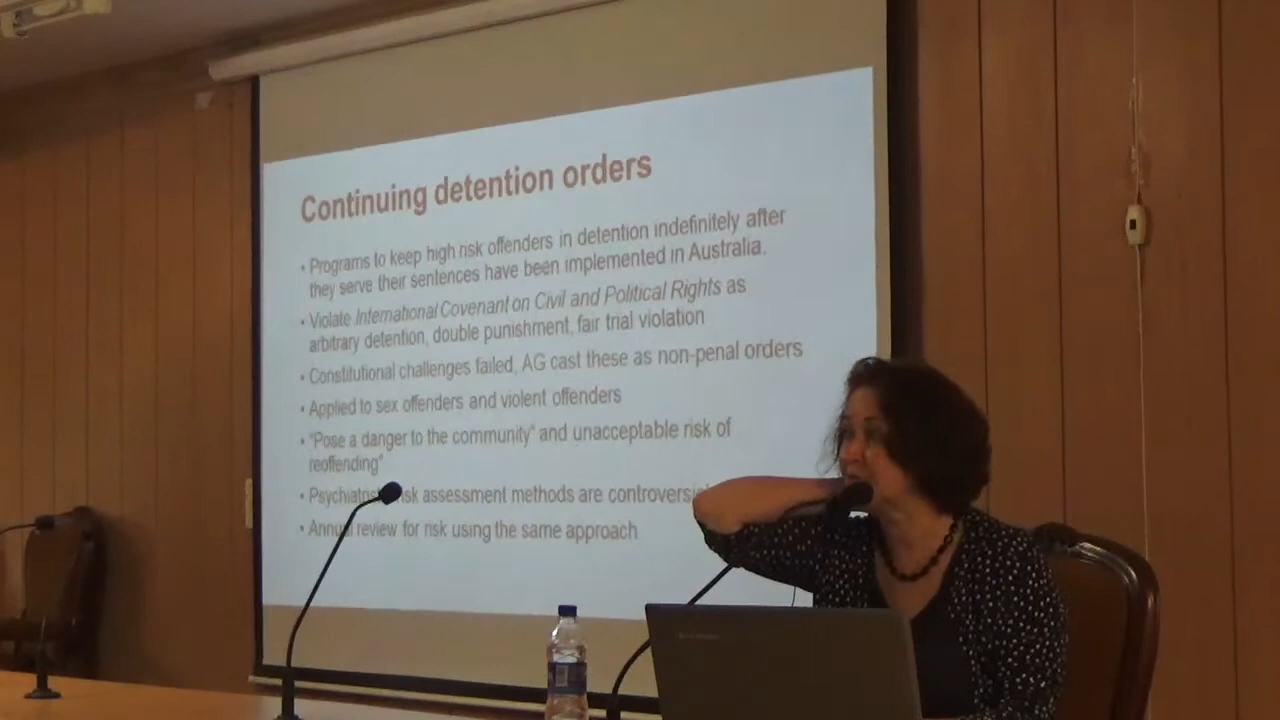 Continuing detention orders
• Programs to keep high risk offenders in detention indefinitely after
they serve their sentences have been implemented in Australia.
• Violate International Covenant on Civil and Political Rights as
arbitrary detention, double punishment, fair trial violation
• Constitutional challenges failed, AG cast these as non-penal orders
• Applied to sex offenders and violent offenders
• "Pose a danger to the community" and unacceptable risk of
reoffending"
• assessment methods are
• Annual review for risk using the same approach